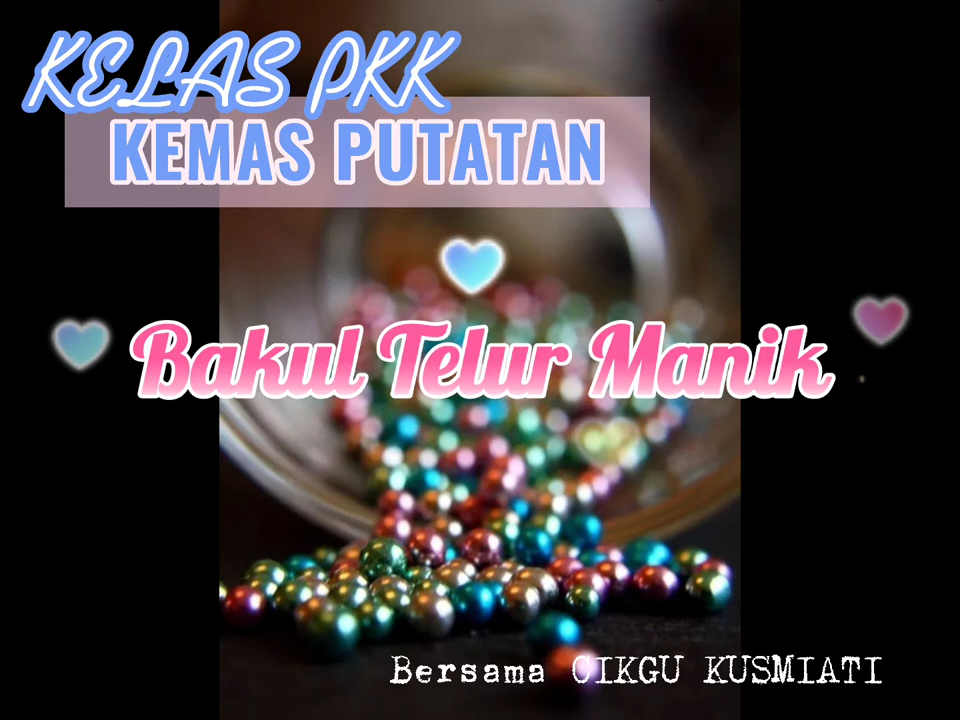 KELAS PKK
KEMAS PUTATAN
Bakul Telur Manik
Bersama CIKGU KUSMIATI